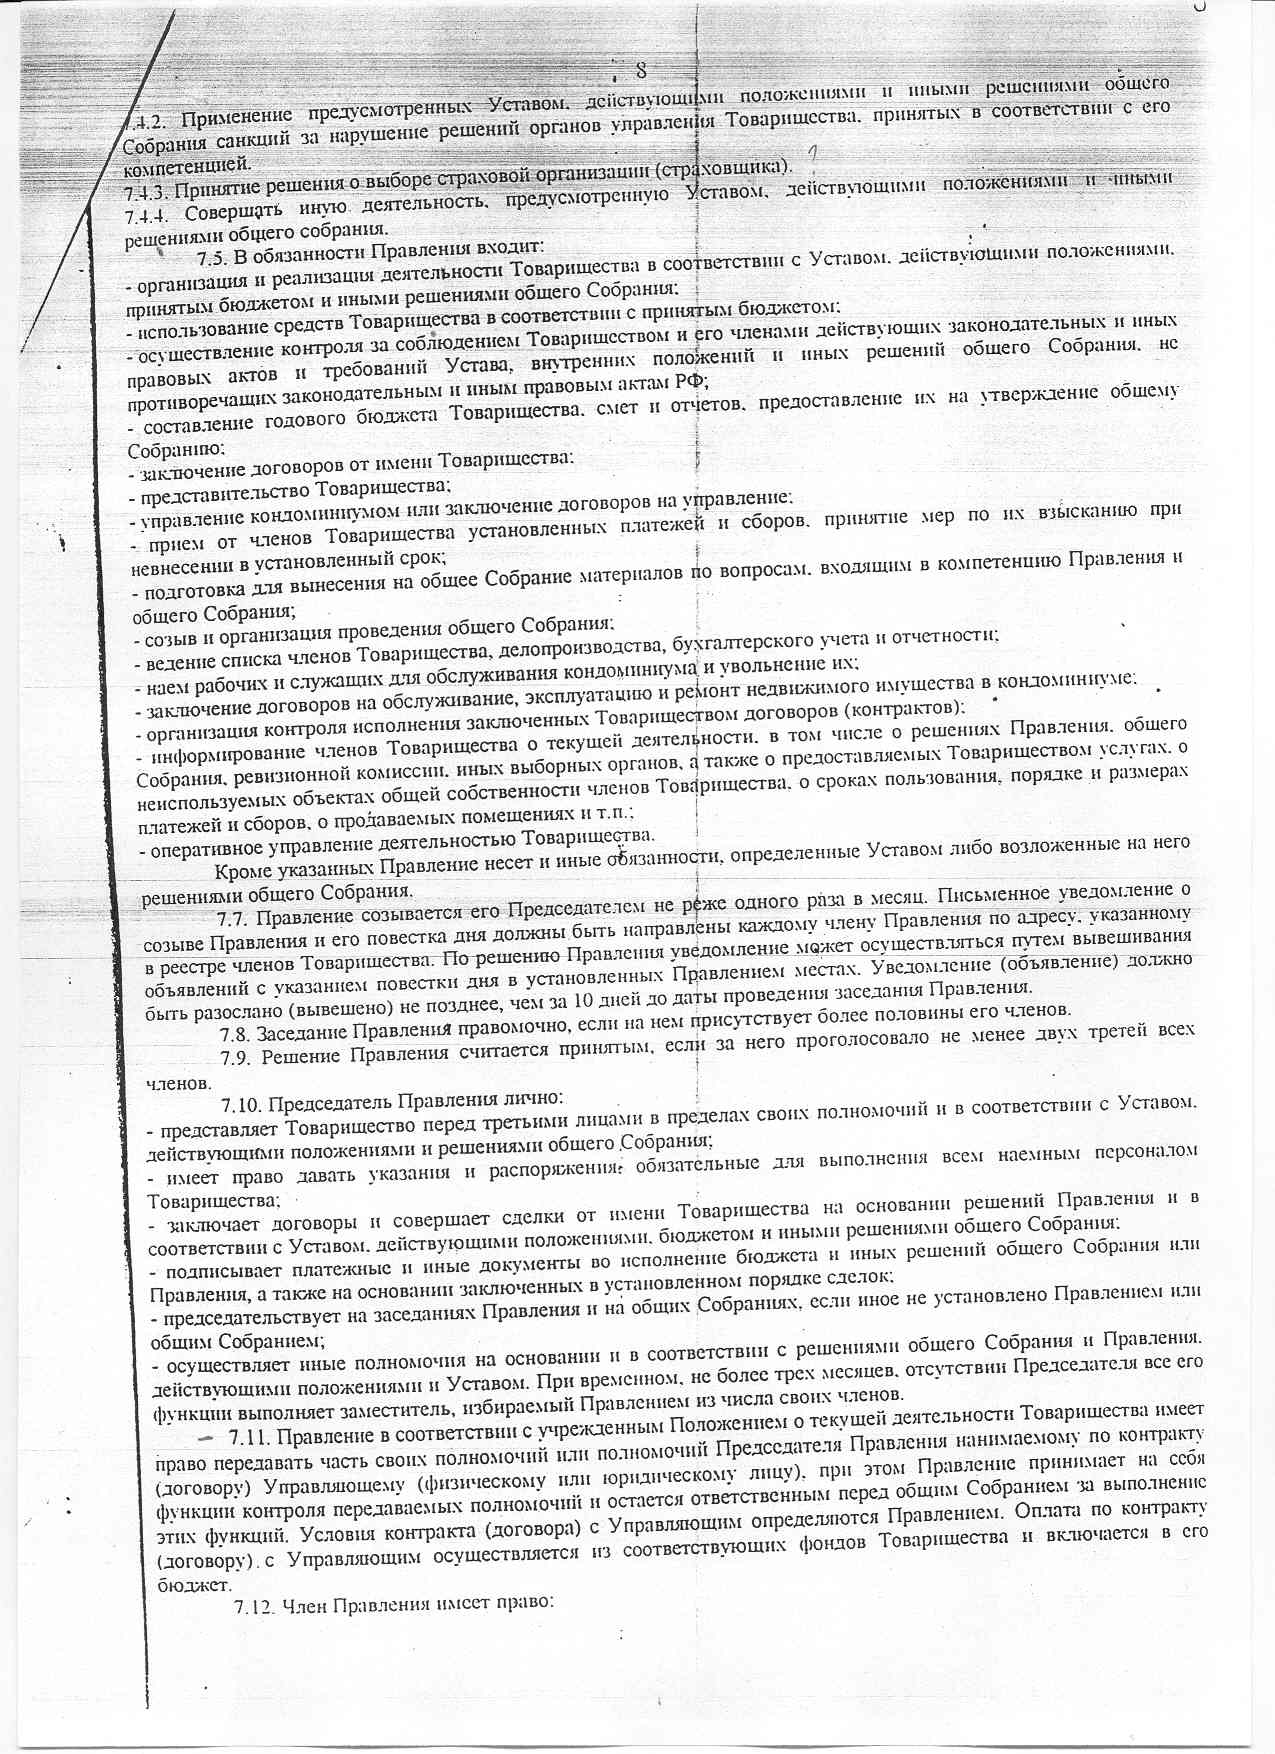 8
7.4.2. Применение предусмотренных Уставом, действующими положениями и иными решениями общего
Собрания санкций за нарушение решений органов управления Товарищества, принятых в соответствии с его
компетенцией.
7.4.3. Принятие решения о выборе страховой организации (страховщика).
7.4.4. Совершать иную деятельность, предусмотренную Уставом, действующими положениями и иными
решениями общего собрания.
7.5. В обязанности Правления входит:
- организация и реализация деятельности Товарищества в соответствии с Уставом, действующими положениями,
принятым бюджетом и иными решениями общего Собрания;
- использование средств Товарищества в соответствии с принятым бюджетом;
- осуществление контроля за соблюдением Товариществом и его членами действующих законодательных и иных
правовых актов и требований Устава, внутренних положений и иных решений общего Собрания, не
противоречащих законодательным и иным правовым актам РФ;
- составление годового бюджета Товарищества, смет и отчетов, предоставление их на утверждение общему
Собранию;
- заключение договоров от имени Товарищества;
- представительство Товарищества;
- управление кондоминиумом или заключение договоров на управление;
- прием от членов Товарищества установленных платежей и сборов, принятие мер по их взысканию при
невнесении в установленный срок;
- подготовка для вынесения на общее Собрание материалов по вопросам, входящим в компетенцию Правления и
общего Собрания;
- созыв и организация проведения общего Собрания;
- ведение списка членов Товарищества, делопроизводства, бухгалтерского учета и отчетности;
- наем рабочих и служащих для обслуживания кондоминиума и увольнение их;
- заключение договоров на обслуживание, эксплуатацию и ремонт недвижимого имущества в кондоминиуме;
- организация контроля исполнения заключенных Товариществом договоров (контрактов);
- информирование членов Товарищества о текущей деятельности, в том числе о решениях Правления, общего
Собрания, ревизионной комиссии, иных выборных органов, а также о предоставляемых Товариществом услугах, о
неиспользуемых объектах общей собственности членов Товарищества, о сроках пользования, порядке и размерах
платежей и сборов, о продаваемых помещениях и т.п.;
- оперативное управление деятельностью Товарищества.
Кроме указанных Правление несет и иные обязанности, определенные Уставом либо возложенные на него
решениями общего Собрания.
7.7. Правление созывается его Председателем не реже одного раза в месяц. Письменное уведомление о
созыве Правления и его повестка дня должны быть направлены каждому члену Правления по адресу, указанному
в реестре членов Товарищества. По решению Правления уведомление может осуществляться путем вывешивания
объявлений с указанием повестки дня в установленных Правлением местах. Уведомление (объявление) должно
быть разослано (вывешено) не позднее, чем за 10 дней до даты проведения заседания Правления.
7.8. Заседание Правления правомочно, если на нем присутствует более половины его членов.
7.9. Решение Правления считается принятым, если за него проголосовало не менее двух третей всех
членов.
7.10. Председатель Правления лично:
- представляет Товарищество перед третьими лицами в пределах своих полномочий и в соответствии с Уставом,
действующими положениями и решениями общего Собрания;
- имеет право давать указания и распоряжения, обязательные для выполнения всем наемным персоналом
Товарищества;
- заключает договоры и совершает сделки от имени Товарищества на основании решений Правления и в
соответствии с Уставом, действующими положениями, бюджетом и иными решениями общего Собрания;
- подписывает платежные и иные документы во исполнение бюджета и иных решений общего Собрания или
Правления, а также на основании заключенных в установленном порядке сделок;
- председательствует на заседаниях Правления и на общих Собраниях, если иное не установлено Правлением или
общим Собранием;
- осуществляет иные полномочия на основании и в соответствии с решениями общего Собрания и Правления,
действующими положениями и Уставом. При временном, не более трех месяцев, отсутствии Председателя все его
функции выполняет заместитель, избираемый Правлением из числа своих членов.
7.11. Правление в соответствии с учрежденным Положением о текущей деятельности Товарищества имеет
право передавать часть своих полномочий или полномочий Председателя Правления нанимаемому по контракту
(договору) Управляющему (физическому или юридическому лицу), при этом Правление принимает на себя
функции контроля передаваемых полномочий и остается ответственным перед общим Собранием за выполнение
этих функций. Условия контракта (договора) с Управляющим определяются Правлением. Оплата по контракту
(договору) с Управляющим осуществляется из соответствующих фондов Товарищества и включается в его
бюджет.
7.12. Член Правления имеет право: